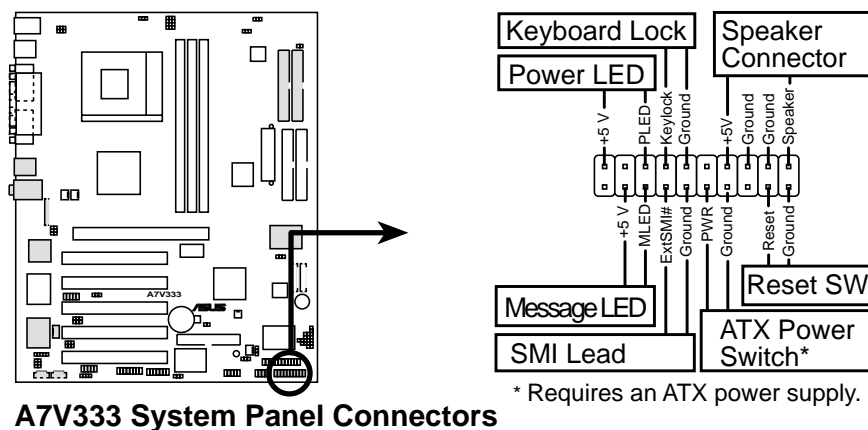 Keyboard Lock
Speaker
Connector
Power LED
+5 V
PLED
Keylock
Ground
+5V
Ground
Ground
Speaker
+5 V
MLED
ExtSMI#
Ground
PWR
Ground
Reset
Ground
Reset SW
Message LED
SMI Lead
ATX Power
Switch*
* Requires an ATX power supply.
A7V333
ASUS
A7V333 System Panel Connectors